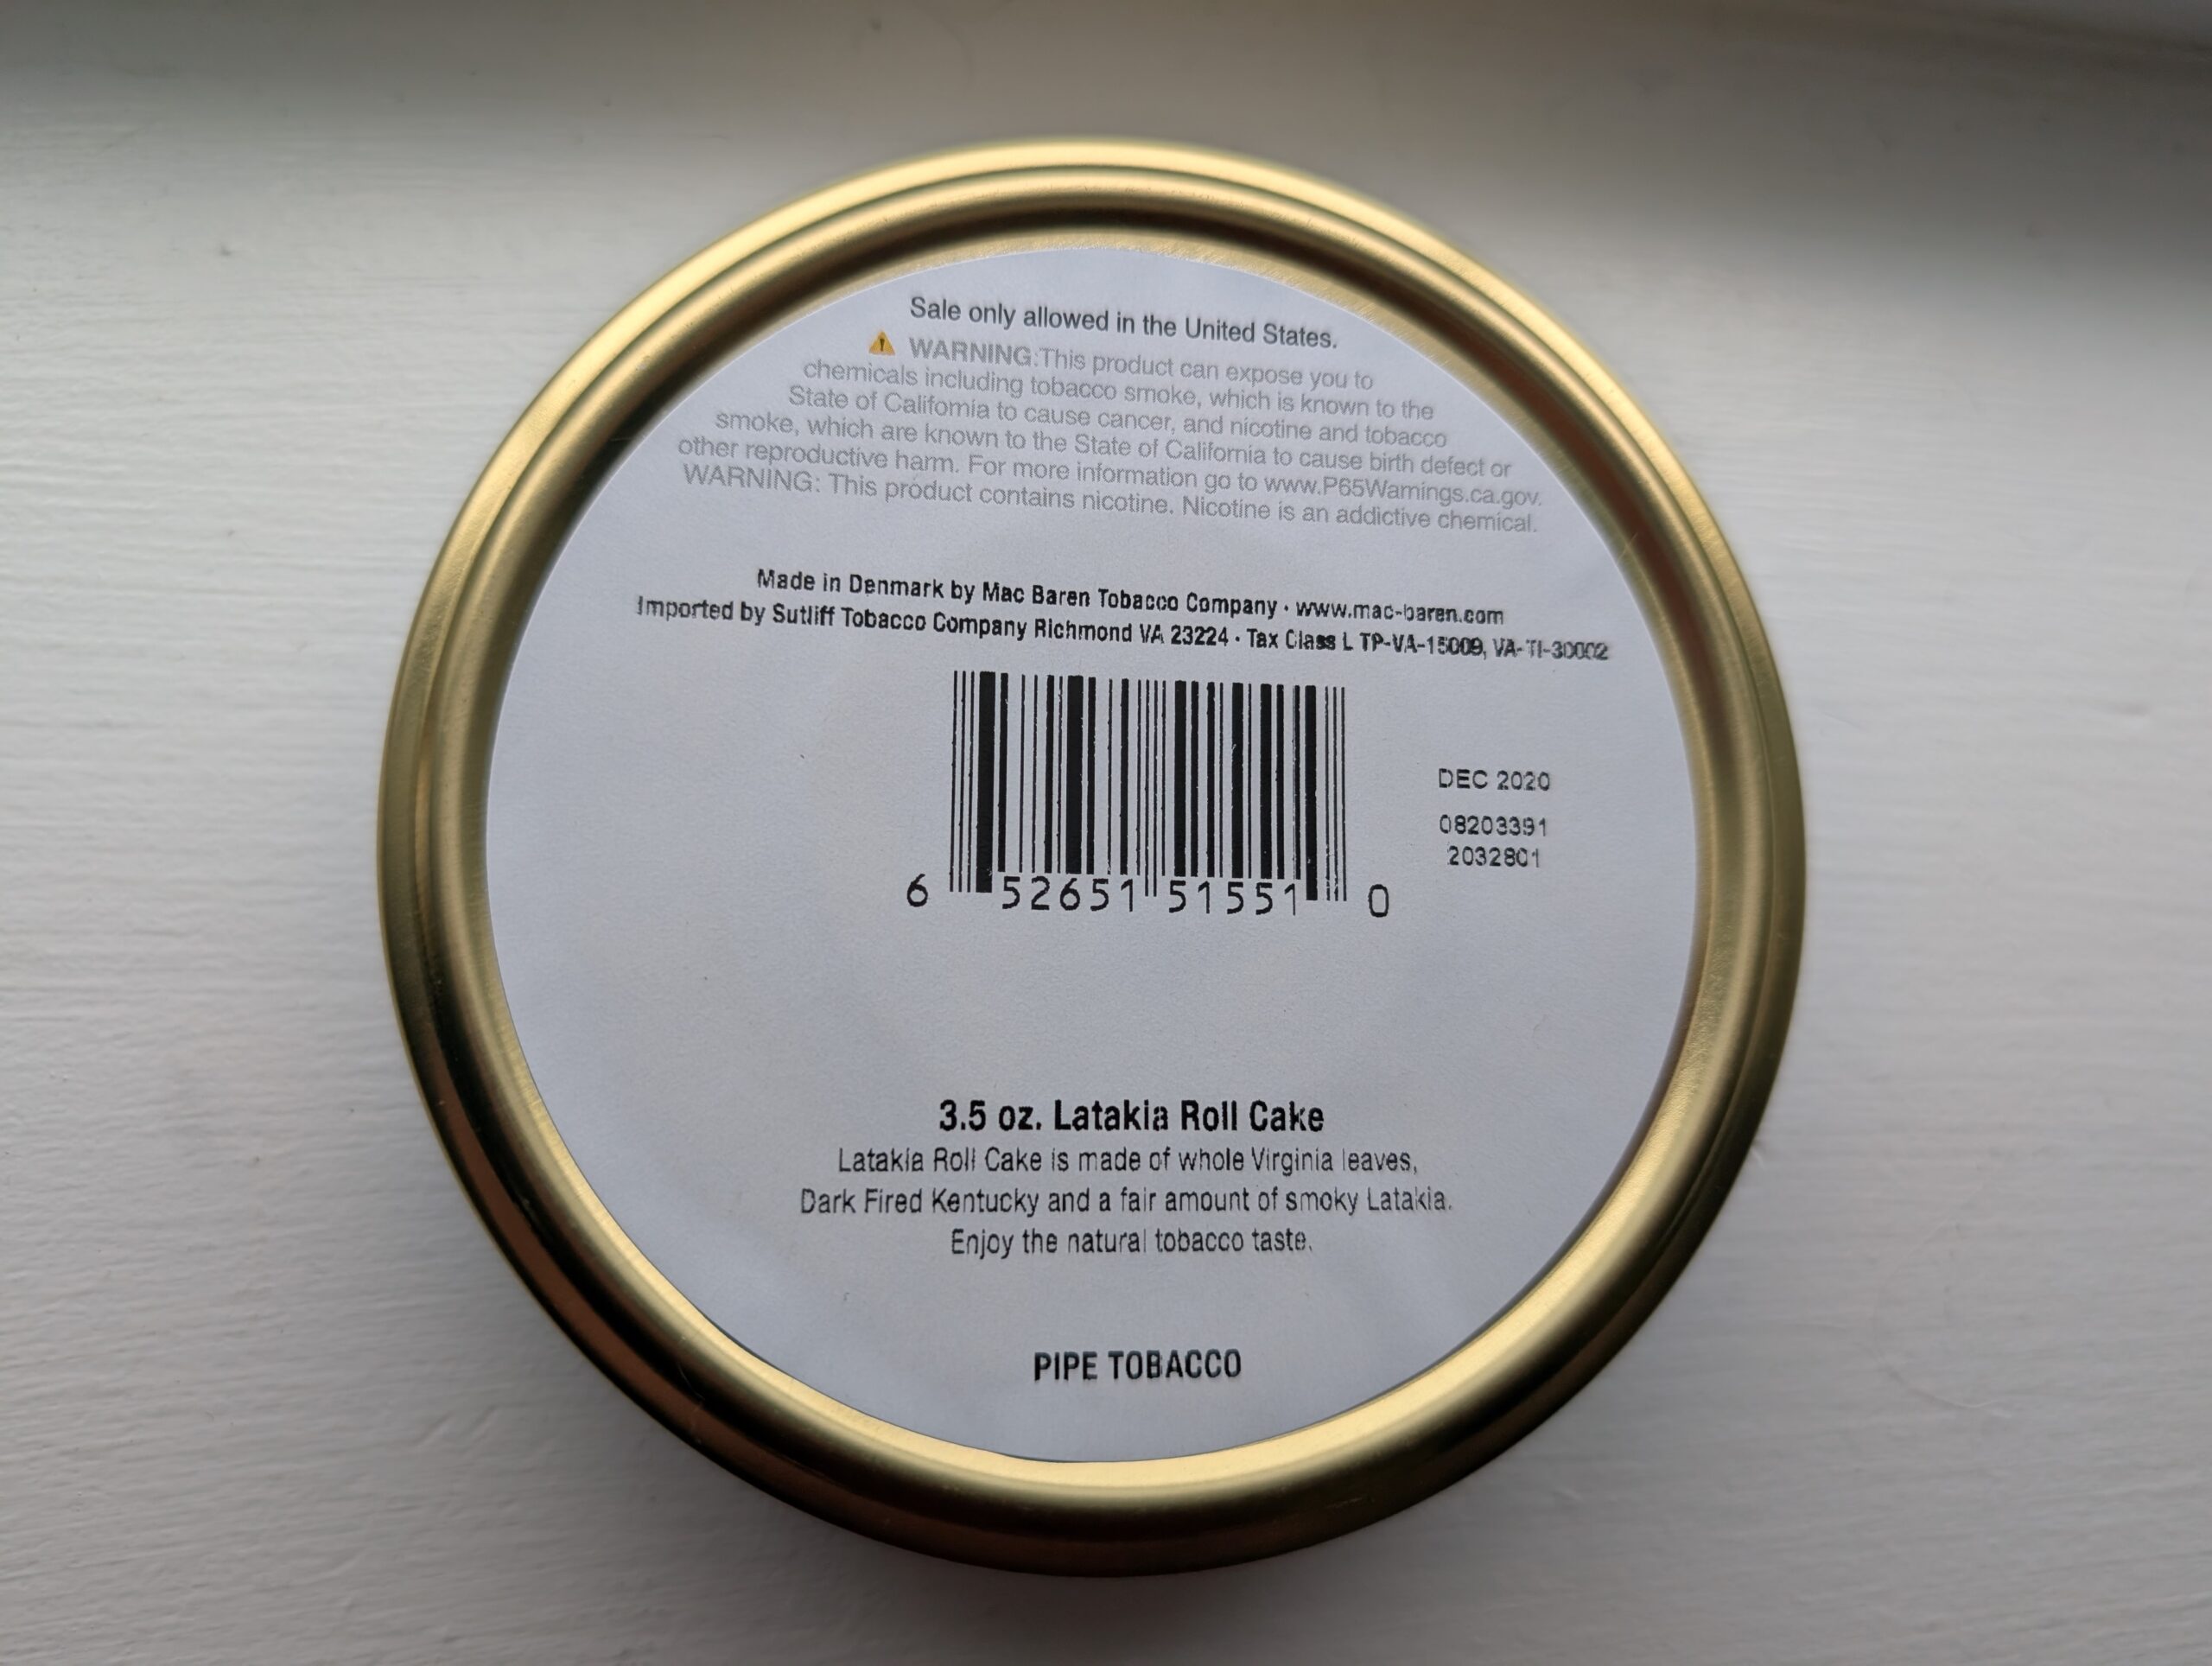 Sale only allowed in the United States.
WARNING:This product can expose you to
chemicals including tobacco smoke, which is known to the
State of California to cause cancer, and nicotine and tobacco
smoke, which are known to the State of California to cause birth defect or
other reproductive harm. For more information go to www.P65Warnings.ca.gov.
WARNING: This product contains nicotine. Nicotine is an addictive chemical.
Made in Denmark by Mac Baren Tobacco Company · www.mac-baren.com
Imported by Sutliff Tobacco Company Richmond VA 23224 · Tax Class L TP-VA-15009, VA-TI-30002
DEC 2020
08203391
2032801
6 52651 51551 0
3.5 oz. Latakia Roll Cake
Latakia Roll Cake is made of whole Virginia leaves,
Dark Fired Kentucky and a fair amount of smoky Latakia.
Enjoy the natural tobacco taste.
PIPE TOBACCO